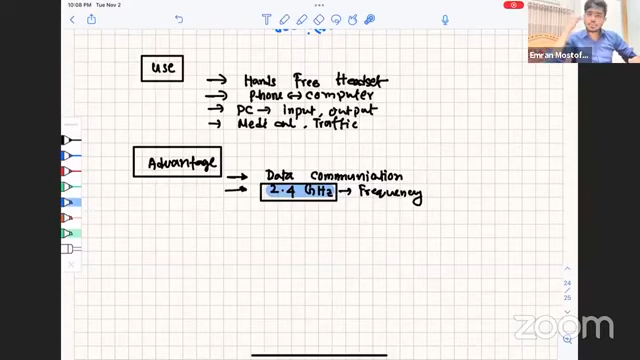 10:08 PM Tue Nov 2
Emran Mostof...
use
→ Hands Free Headset
→ Phone ↔ computer
→ PC → input, output
→ Medical, Traffic
Advantage
→ Data Communiation
→ 2.4 GHz → Frequency
24
/
25
zoom